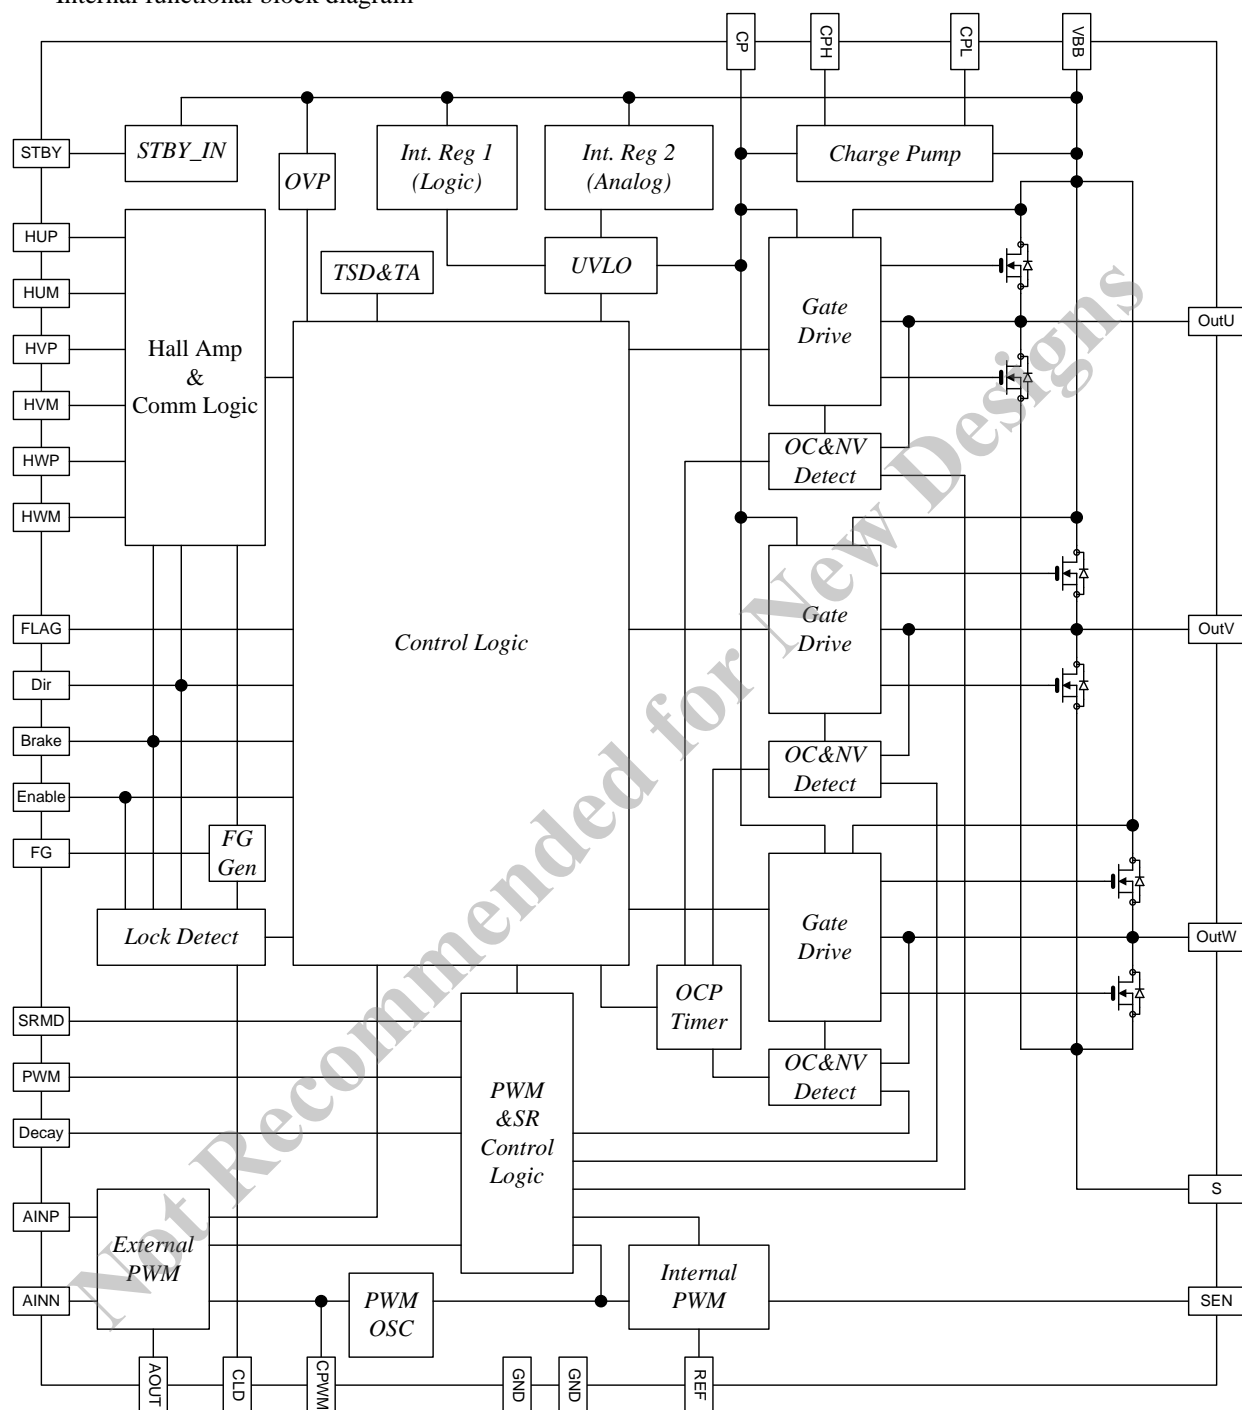 Internal functional block diagram
CP
CPH
CPL
VBB
STBY
STBY_IN
OVP
Int. Reg 1
(Logic)
Int. Reg 2
(Analog)
Charge Pump
HUP
HUM
HVP
HVM
HWP
HWM
Hall Amp
&
Comm Logic
TSD&TA
UVLO
Gate
Drive
OutU
OC&NV
Detect
FLAG
Dir
Brake
Enable
FG
Control Logic
Gate
Drive
OutV
OC&NV
Detect
FG
Gen
Lock Detect
Gate
Drive
OutW
OCP
Timer
OC&NV
Detect
SRMD
PWM
Decay
PWM
&SR
Control
Logic
S
AINP
AINN
External
PWM
PWM
OSC
Internal
PWM
SEN
AOUT
CLD
CPWM
GND
GND
REF
Not Recommended for New Designs